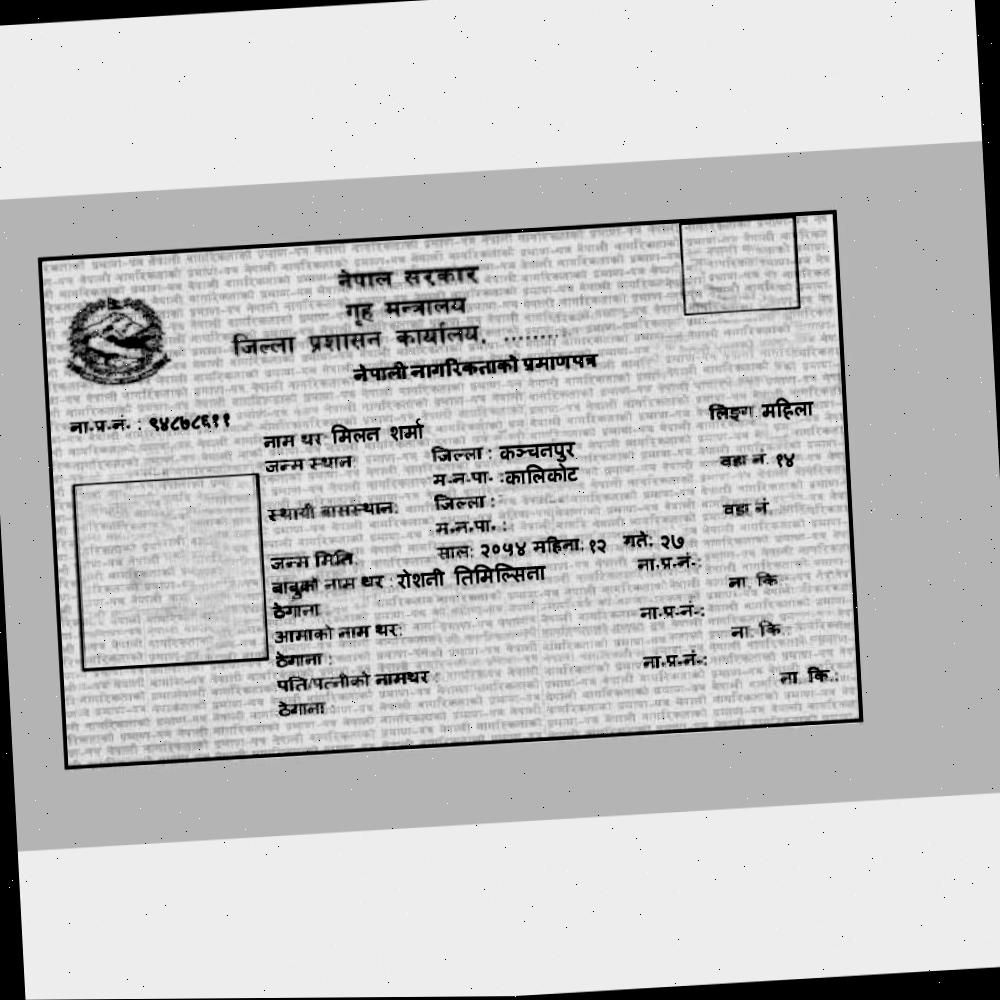 नेपाल सरकार
गृह मन्त्रालय
जिल्ला प्रशासन कार्यालय, .........
नेपाली नागरिकताको प्रमाणपत्र
ना.प्र.नं. : ९४८७८६११
लिङ्ग महिला
नाम थर मिलन शर्मा
जन्म स्थान जिल्ला : कञ्चनपुर
म.न.पा. : कालिकोट वडा नं. १४
स्थायी बासस्थान: जिल्ला :
म.न.पा. : वडा नं.
जन्म मिति साल: २०५४ महिना: १२ गते: २७
बाबुको नाम थर : रोशनी तिमिल्सिना ना.प्र.नं.:
ठेगाना ना. कि.
आमाको नाम थर: ना.प्र.नं.:
ठेगाना : ना. कि.
पति/पत्नीको नामथर : ना.प्र.नं.:
ठेगाना ना. कि.: